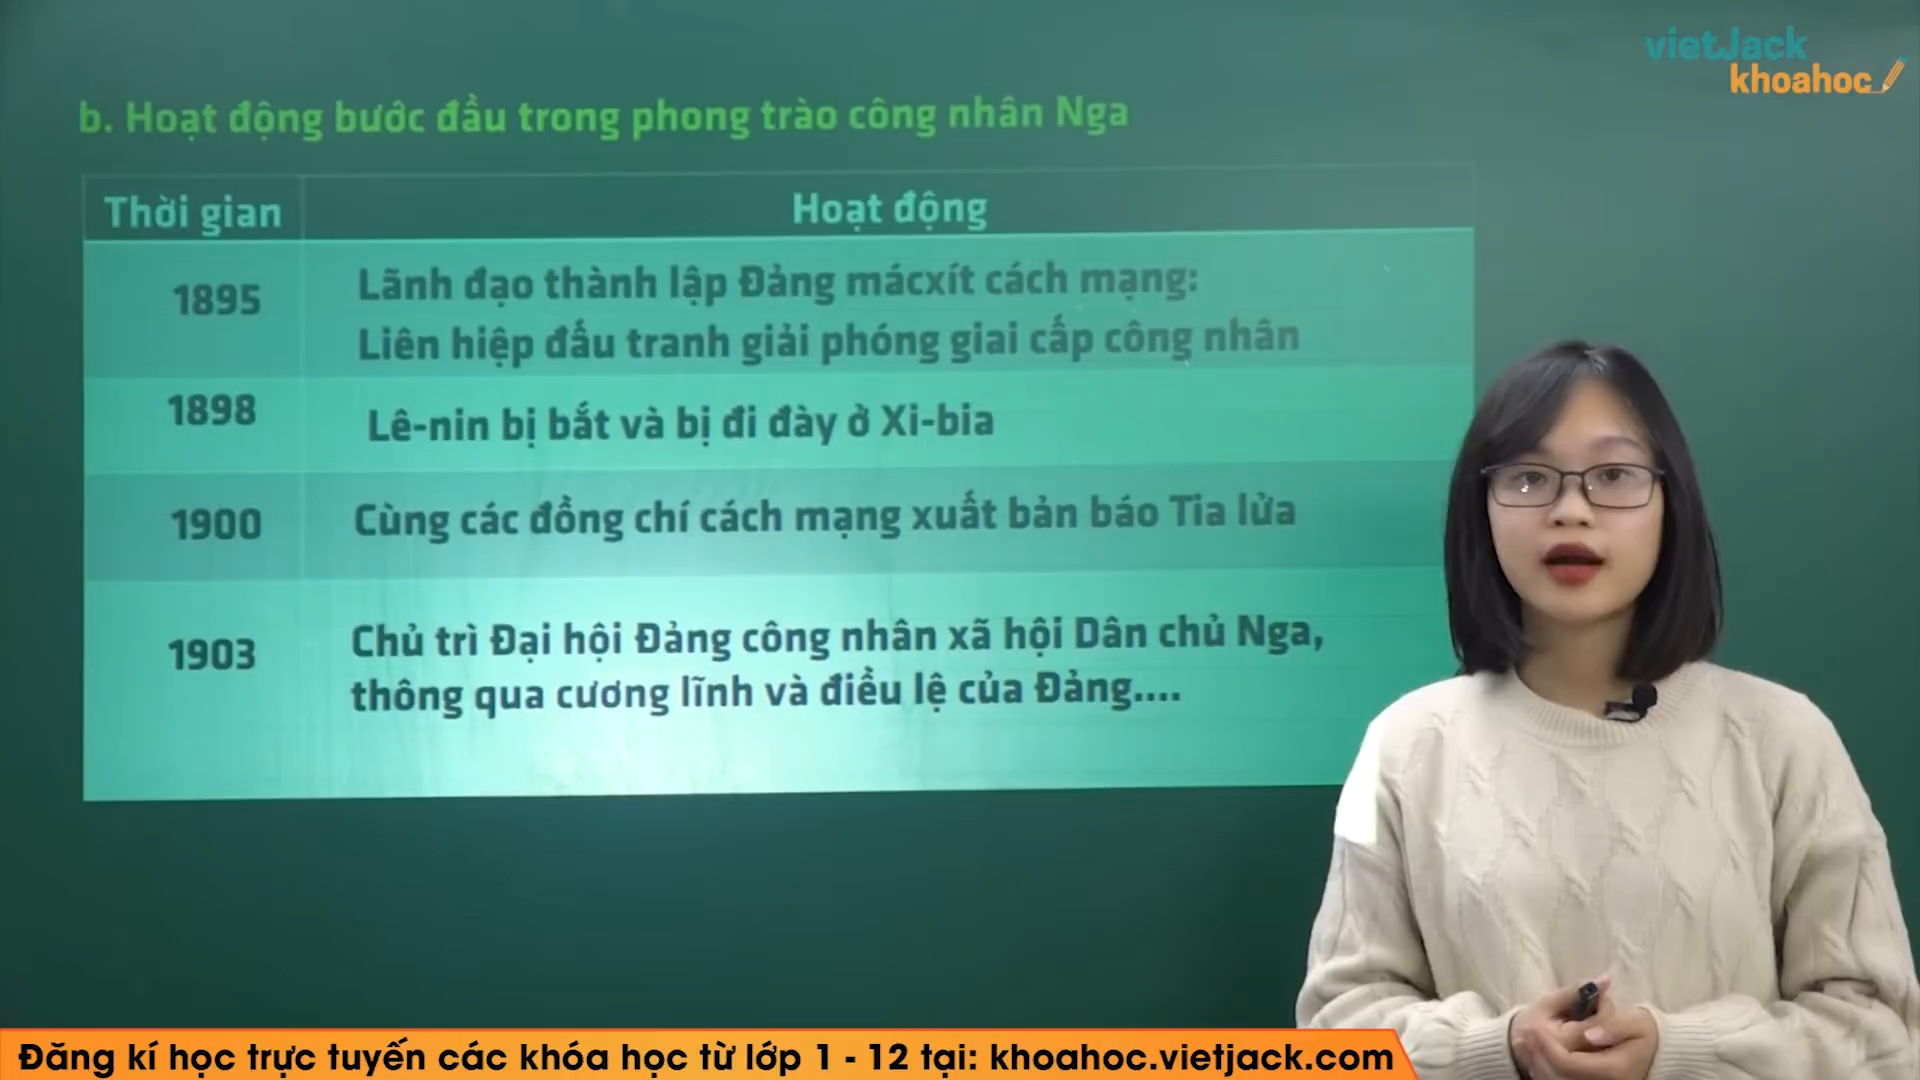 vietJack
khoahoc
b. Hoạt động bước đầu trong phong trào công nhân Nga
Thời gian
Hoạt động
1895
Lãnh đạo thành lập Đảng mácxít cách mạng:
Liên hiệp đấu tranh giải phóng giai cấp công nhân
1898
Lê-nin bị bắt và bị đi đày ở Xi-bia
1900
Cùng các đồng chí cách mạng xuất bản báo Tia lửa
1903
Chủ trì Đại hội Đảng công nhân xã hội Dân chủ Nga,
thông qua cương lĩnh và điều lệ của Đảng....
Đăng kí học trực tuyến các khóa học từ lớp 1 - 12 tại: khoahoc.vietjack.com